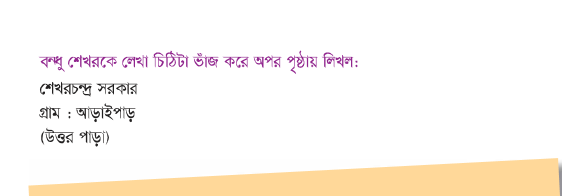 বন্ধু শেখরকে লেখা চিঠিটা ভাঁজ করে অপর পৃষ্ঠায় লিখল:
শেখরচন্দ্র সরকার
গ্রাম : আড়াইপাড়
(উত্তর পাড়া)